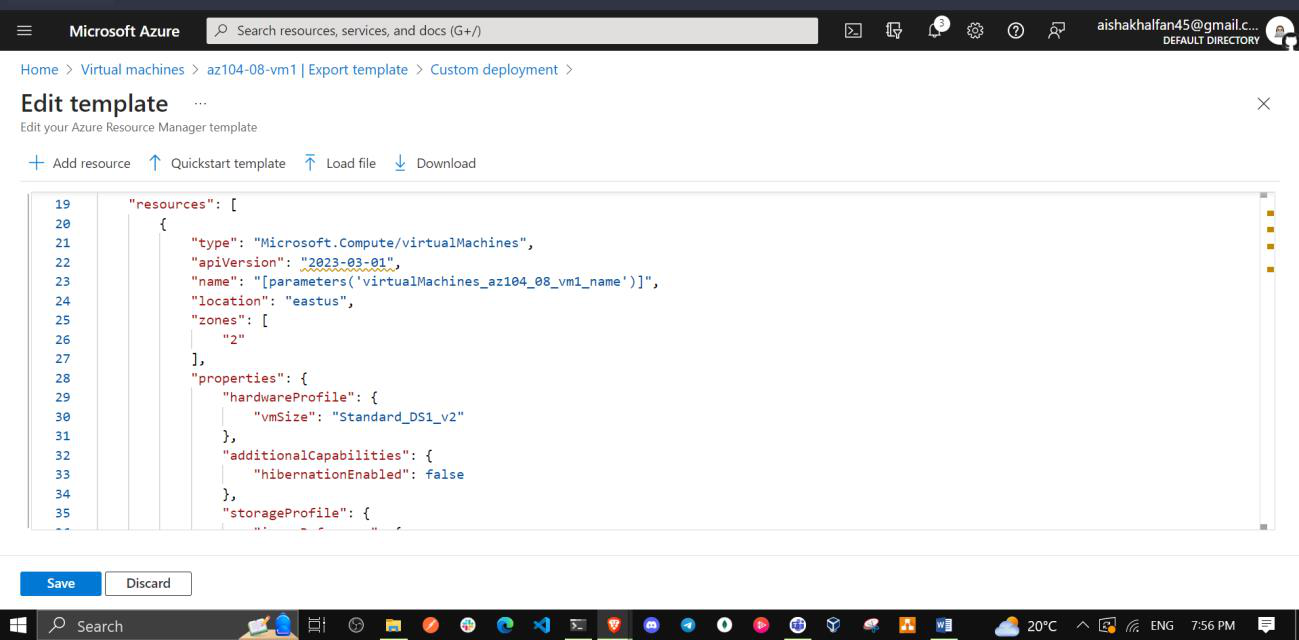 Microsoft Azure
Search resources, services, and docs (G+/)
3
aishakhalfan45@gmail.c...
DEFAULT DIRECTORY
Home > Virtual machines > az104-08-vm1 | Export template > Custom deployment >
Edit template ...
Edit your Azure Resource Manager template
Add resource Quickstart template Load file Download
19 "resources": [
20 {
21 "type": "Microsoft.Compute/virtualMachines",
22 "apiVersion": "2023-03-01",
23 "name": "[parameters('virtualMachines_az104_08_vm1_name')]",
24 "location": "eastus",
25 "zones": [
26 "2"
27 ],
28 "properties": {
29 "hardwareProfile": {
30 "vmSize": "Standard_DS1_v2"
31 },
32 "additionalCapabilities": {
33 "hibernationEnabled": false
34 },
35 "storageProfile": {
Save Discard
Search
20°C
ENG
7:56 PM